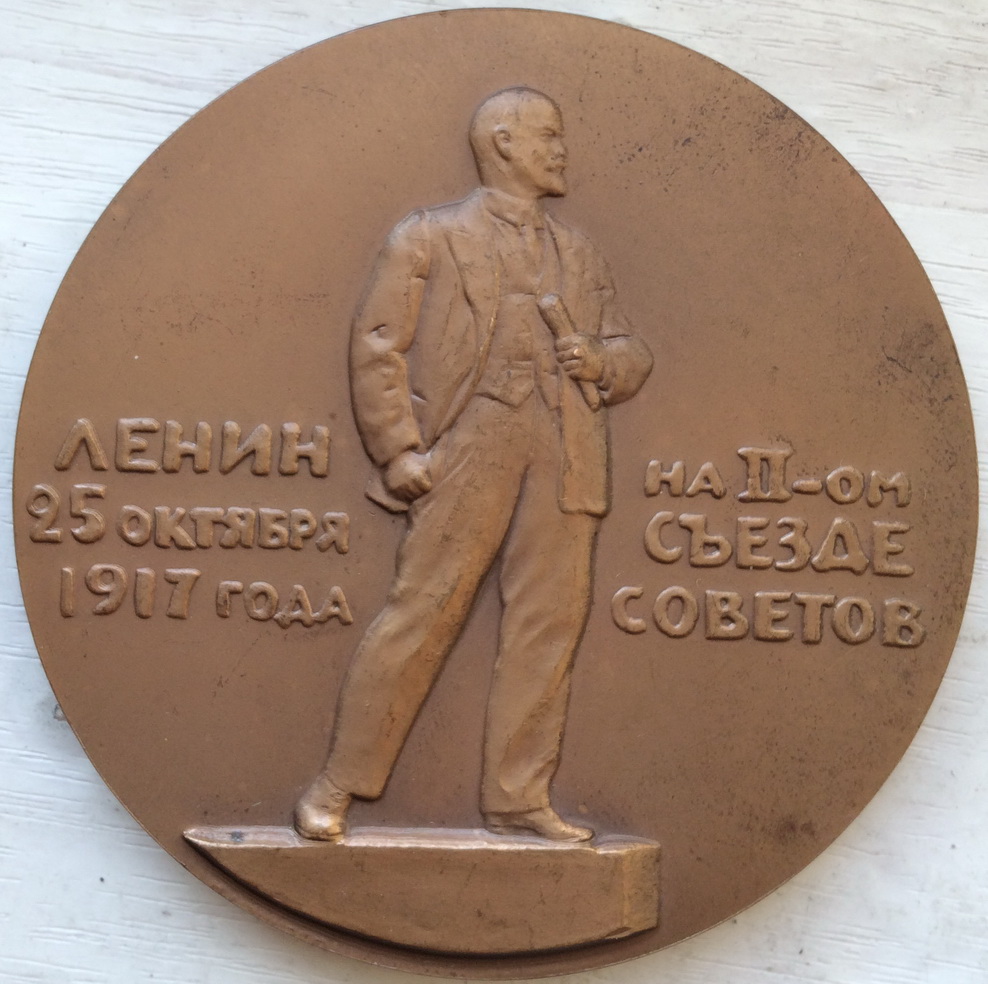 ЛЕНИН
25 ОКТЯБРЯ
1917 ГОДА
НА II-ОМ
СЪЕЗДЕ
СОВЕТОВ